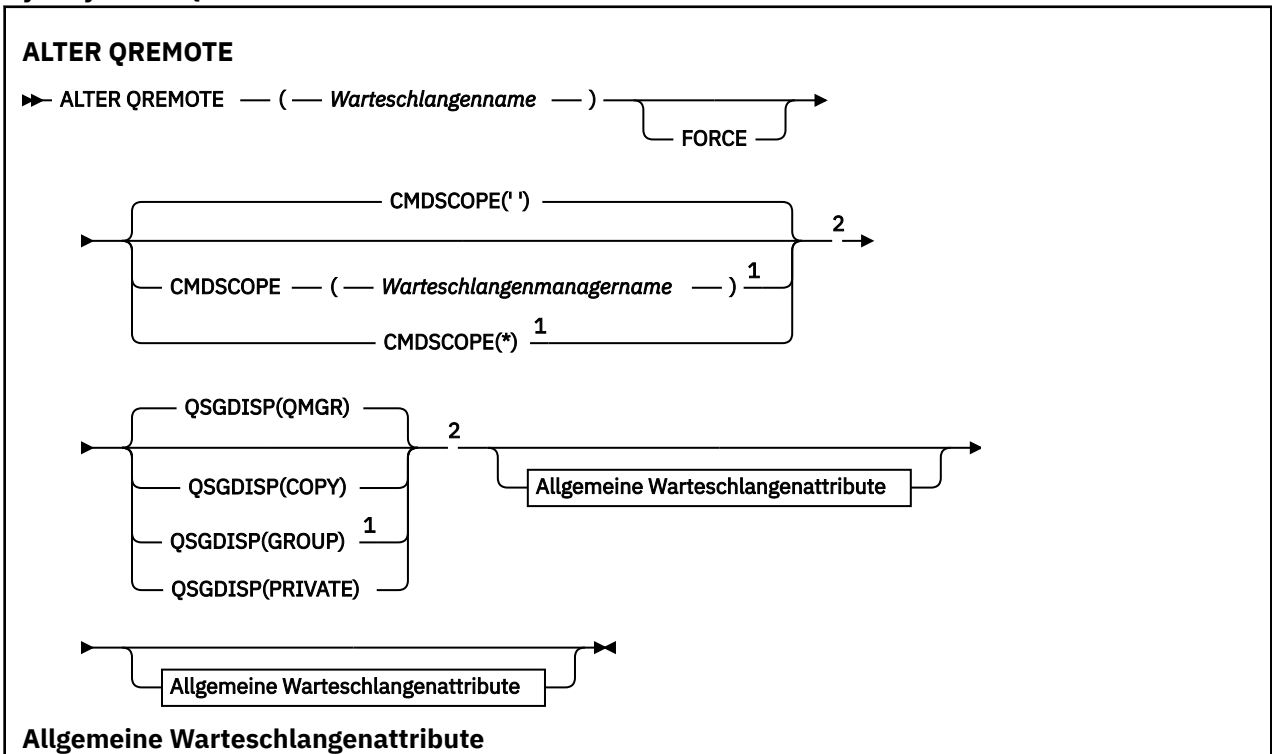 ALTER QREMOTE
ALTER QREMOTE ( Warteschlangenname )
FORCE
CMDSCOPE(' ')
2
CMDSCOPE ( Warteschlangenmanagername ) 1
CMDSCOPE(*) 1
QSGDISP(QMGR)
2
QSGDISP(COPY)
Allgemeine Warteschlangenattribute
QSGDISP(GROUP) 1
QSGDISP(PRIVATE)
Allgemeine Warteschlangenattribute
Allgemeine Warteschlangenattribute